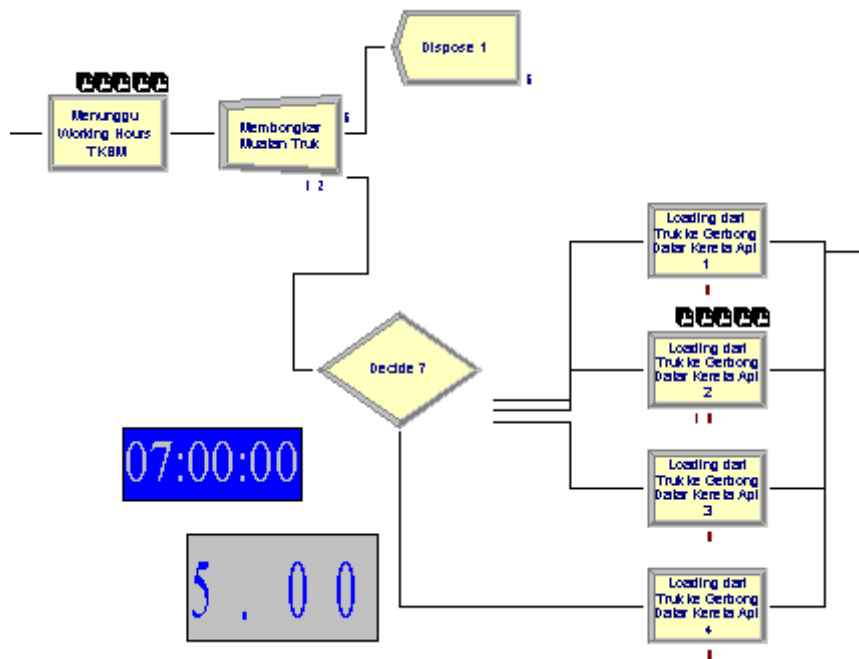 Dispose 1
6
Menunggu
Working Hours
TKBM
Membongkar
Muatan Truk
6
1 2
Loading dari
Truk ke Gerbong
Datar Kereta Api
1
Loading dari
Truk ke Gerbong
Datar Kereta Api
2
Decide 7
07:00:00
Loading dari
Truk ke Gerbong
Datar Kereta Api
3
5 . 0 0
Loading dari
Truk ke Gerbong
Datar Kereta Api
4